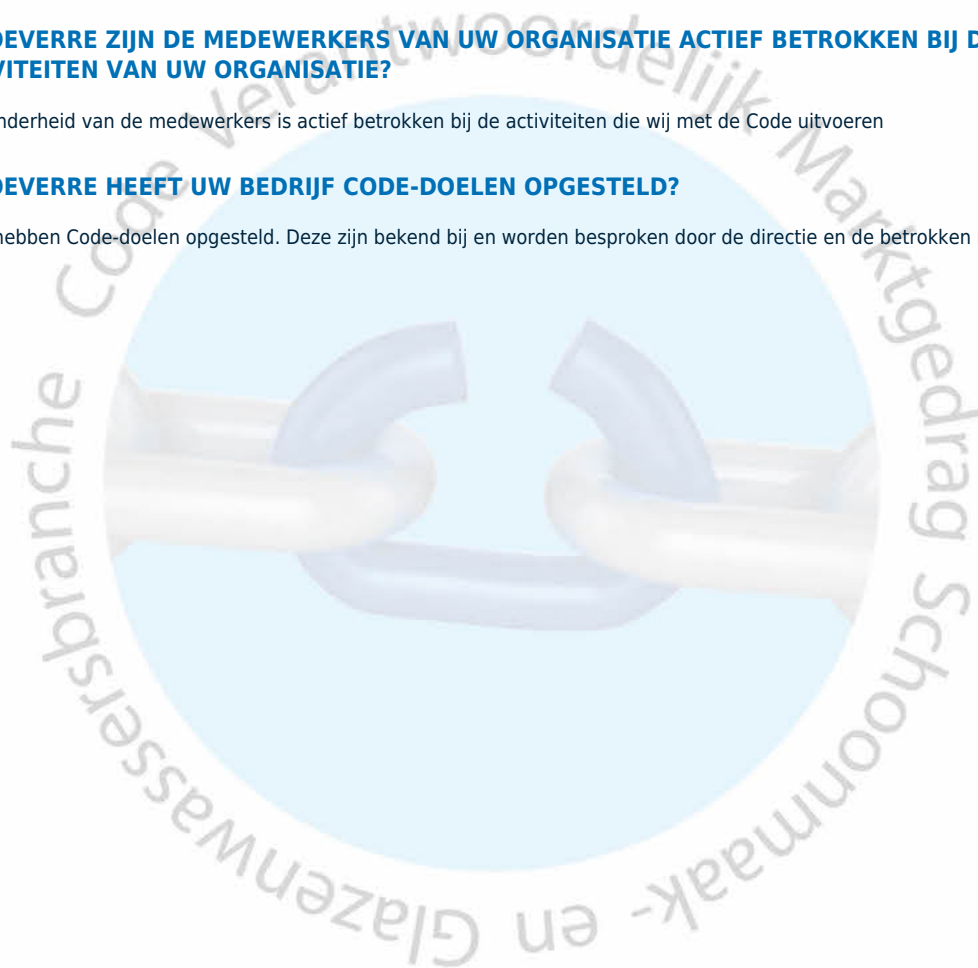 OEVERRE ZIJN DE MEDEWERKERS VAN UW ORGANISATIE ACTIEF BETROKKEN BIJ D
VITEITEN VAN UW ORGANISATIE?
nderheid van de medewerkers is actief betrokken bij de activiteiten die wij met de Code uitvoeren
OEVERRE HEEFT UW BEDRIJF CODE-DOELEN OPGESTELD?
hebben Code-doelen opgesteld. Deze zijn bekend bij en worden besproken door de directie en de betrokken
Code Verantwoordelijk Marktgedrag Schoonmaak- en Glazenwassersbranche